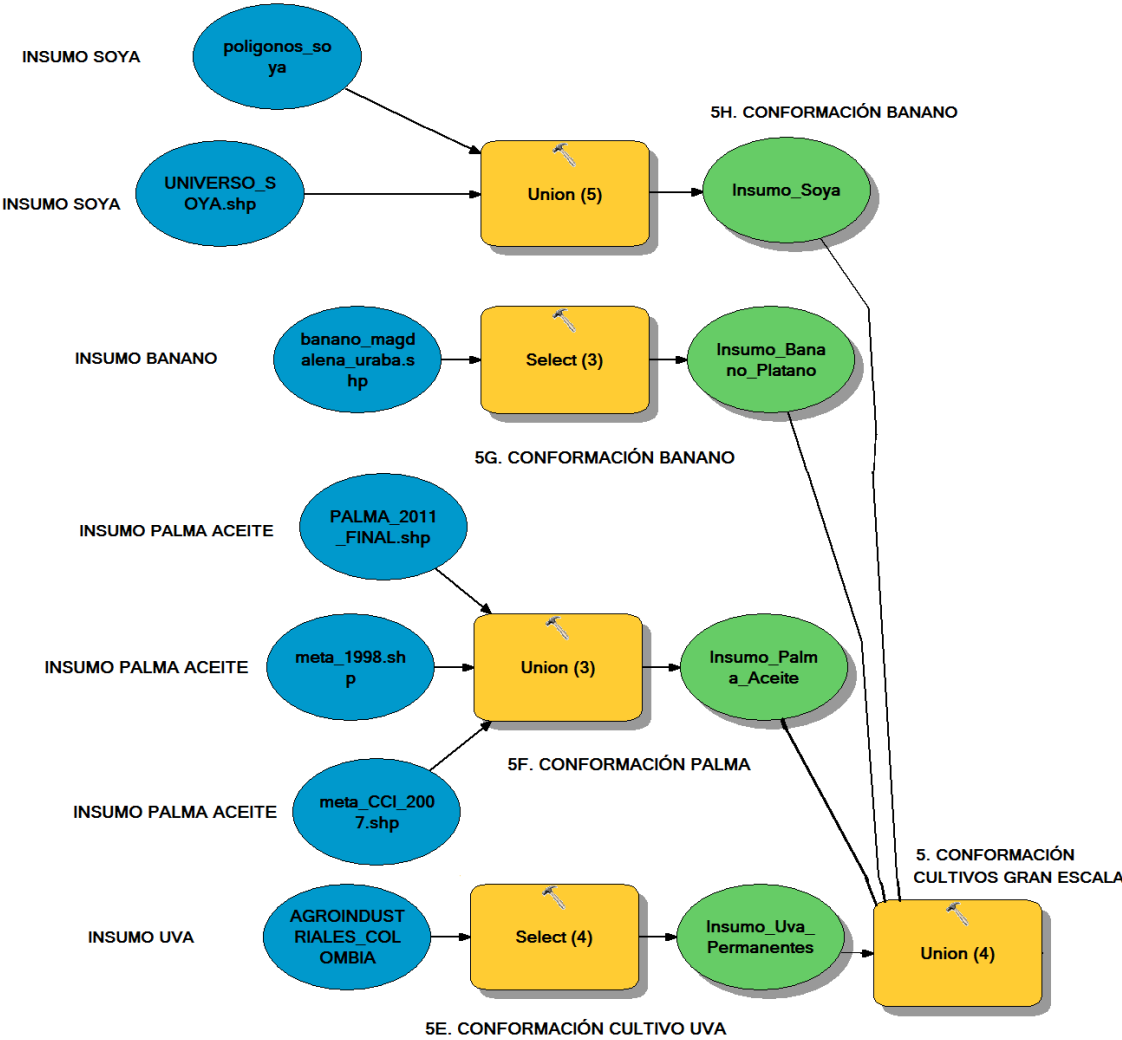 INSUMO SOYA
poligonos_so
ya
5H. CONFORMACIÓN BANANO
INSUMO SOYA
UNIVERSO_S
OYA.shp
Union (5)
Insumo_Soya
INSUMO BANANO
banano_magd
alena_uraba.s
hp
Select (3)
Insumo_Bana
no_Platano
5G. CONFORMACIÓN BANANO
INSUMO PALMA ACEITE
PALMA_2011
_FINAL.shp
INSUMO PALMA ACEITE
meta_1998.sh
p
Union (3)
Insumo_Palm
a_Aceite
5F. CONFORMACIÓN PALMA
INSUMO PALMA ACEITE
meta_CCI_200
7.shp
5. CONFORMACIÓN
CULTIVOS GRAN ESCALA
INSUMO UVA
AGROINDUST
RIALES_COL
OMBIA
Select (4)
Insumo_Uva_
Permanentes
Union (4)
5E. CONFORMACIÓN CULTIVO UVA